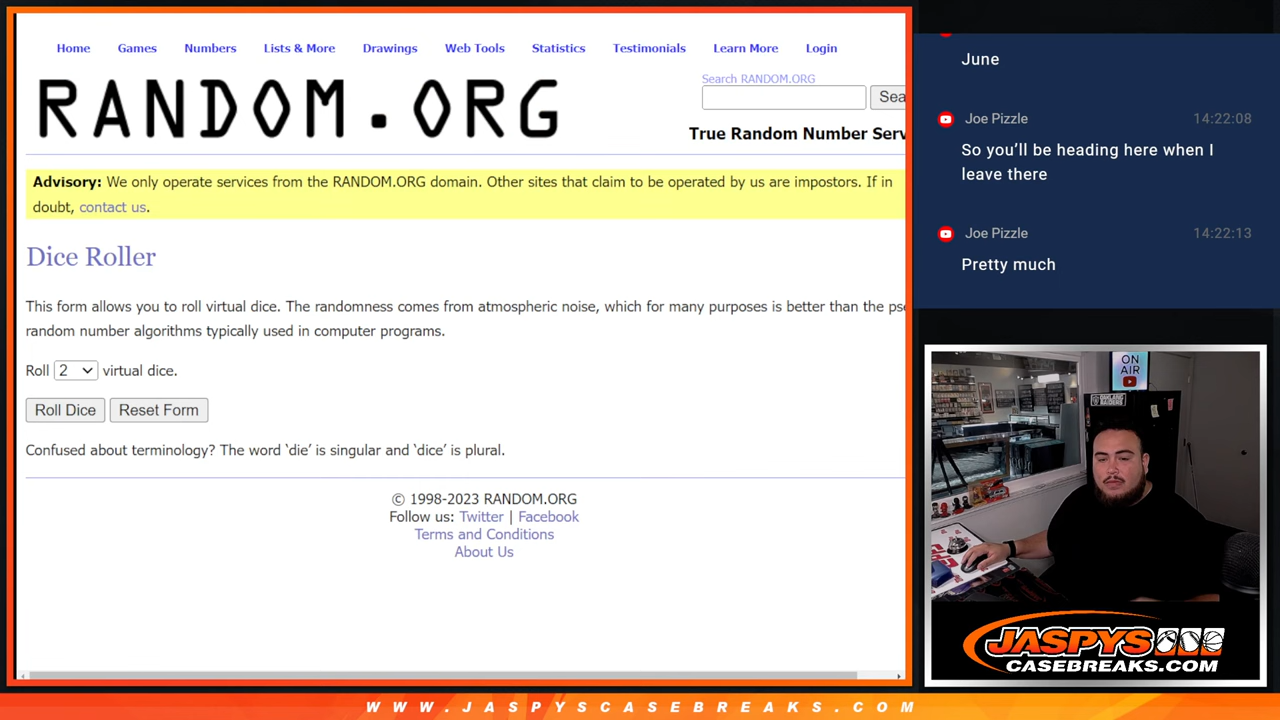 Home Games Numbers Lists & More Drawings Web Tools Statistics Testimonials Learn More Login
RANDOM.ORG
Search RANDOM.ORG
Sea
True Random Number Serv
Advisory: We only operate services from the RANDOM.ORG domain. Other sites that claim to be operated by us are impostors. If in
doubt, contact us.
Dice Roller
This form allows you to roll virtual dice. The randomness comes from atmospheric noise, which for many purposes is better than the pse
random number algorithms typically used in computer programs.
Roll 2 virtual dice.
Roll Dice Reset Form
Confused about terminology? The word ‘die’ is singular and ‘dice’ is plural.
© 1998-2023 RANDOM.ORG
Follow us: Twitter | Facebook
Terms and Conditions
About Us
June
Joe Pizzle 14:22:08
So you’ll be heading here when I
leave there
Joe Pizzle 14:22:13
Pretty much
ON
AIR
JASPYS
CASEBREAKS.COM
WWW.JASPYSCASEBREAKS.COM